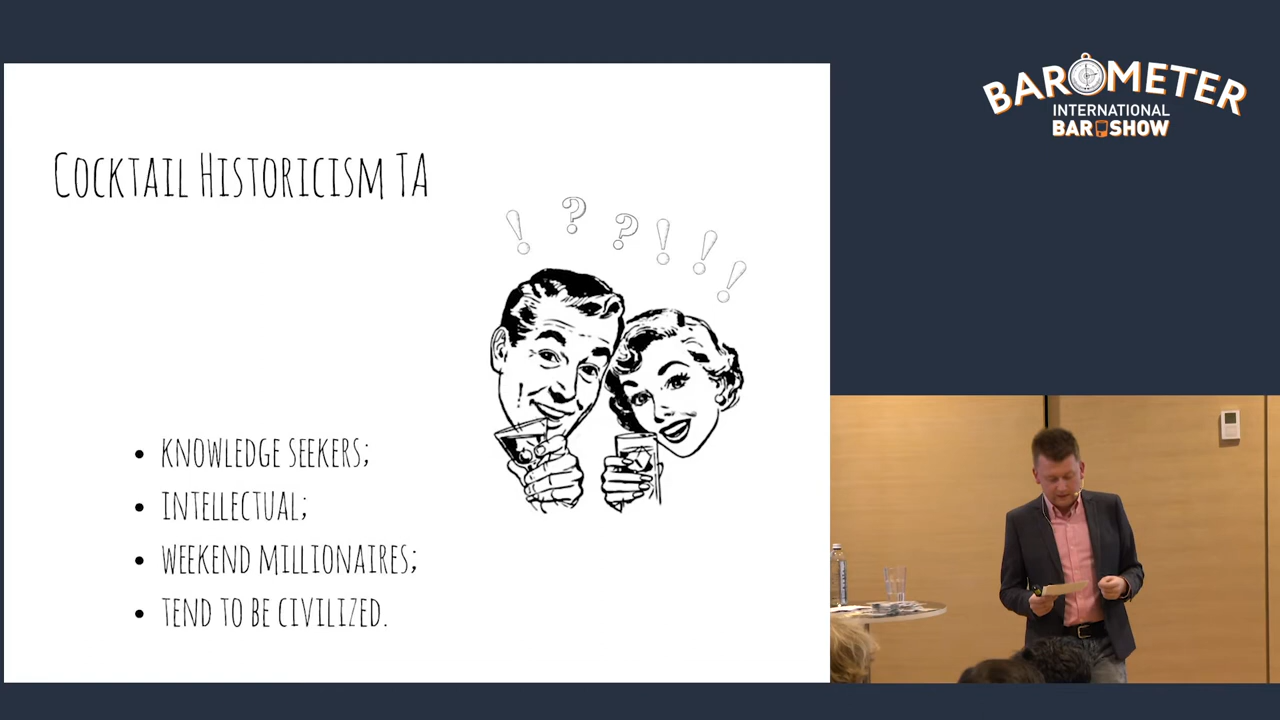 COCKTAIL HISTORICISM TA
! ? ? ! ! !
• KNOWLEDGE SEEKERS;
• INTELLECTUAL;
• WEEKEND MILLIONAIRES;
• TEND TO BE CIVILIZED.
BAROMETER
INTERNATIONAL
BAR SHOW